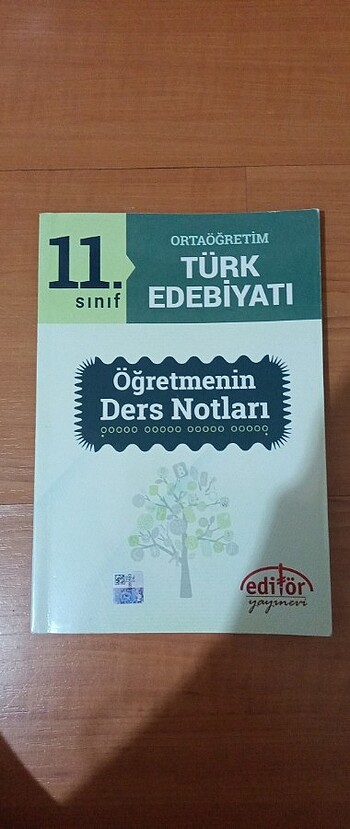 11.
sınıf
ORTAÖĞRETİM
TÜRK
EDEBİYATI
Öğretmenin
Ders Notları
editör
yayınevi